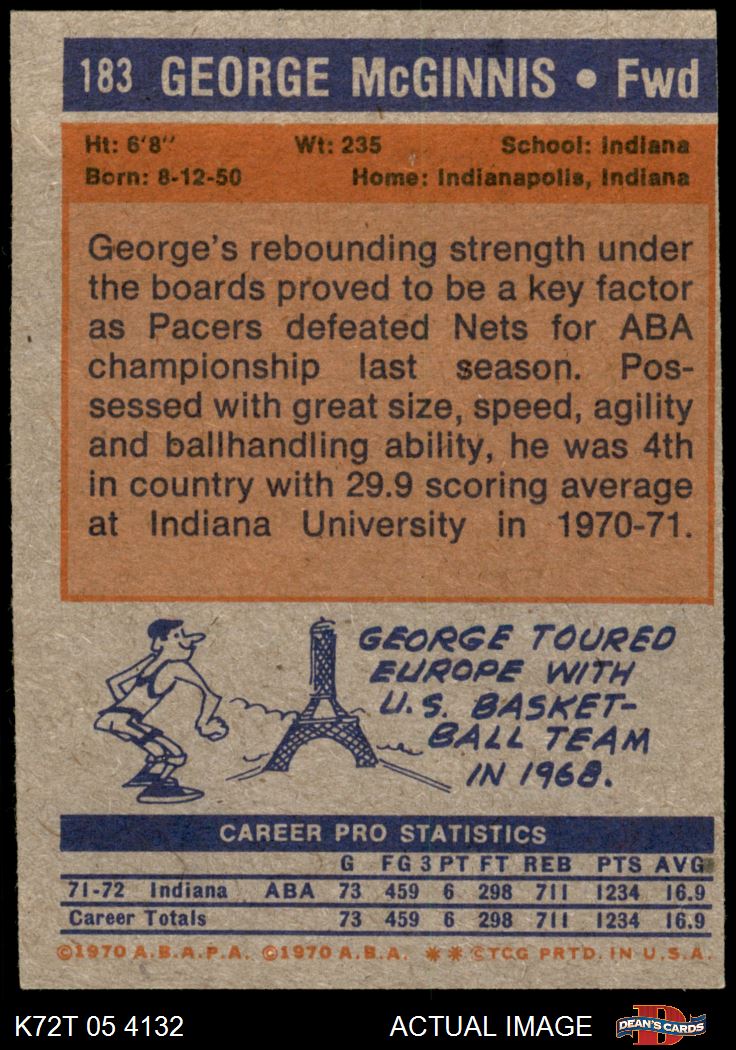 183 GEORGE McGINNIS • Fwd
Ht: 6'8" Wt: 235 School: Indiana
Born: 8-12-50 Home: Indianapolis, Indiana
George's rebounding strength under
the boards proved to be a key factor
as Pacers defeated Nets for ABA
championship last season. Pos-
sessed with great size, speed, agility
and ballhandling ability, he was 4th
in country with 29.9 scoring average
at Indiana University in 1970-71.
GEORGE TOURED
EUROPE WITH
U.S. BASKET-
BALL TEAM
IN 1968.
CAREER PRO STATISTICS
G FG 3 PT FT REB PTS AVG
71-72 Indiana ABA 73 459 6 298 711 1234 16.9
Career Totals 73 459 6 298 711 1234 16.9
©1970 A.B.A.P.A. ©1970 A.B.A. ** ©TCG PRTD. IN U.S.A.
K72T 05 4132 ACTUAL IMAGE D DEAN'S CARDS